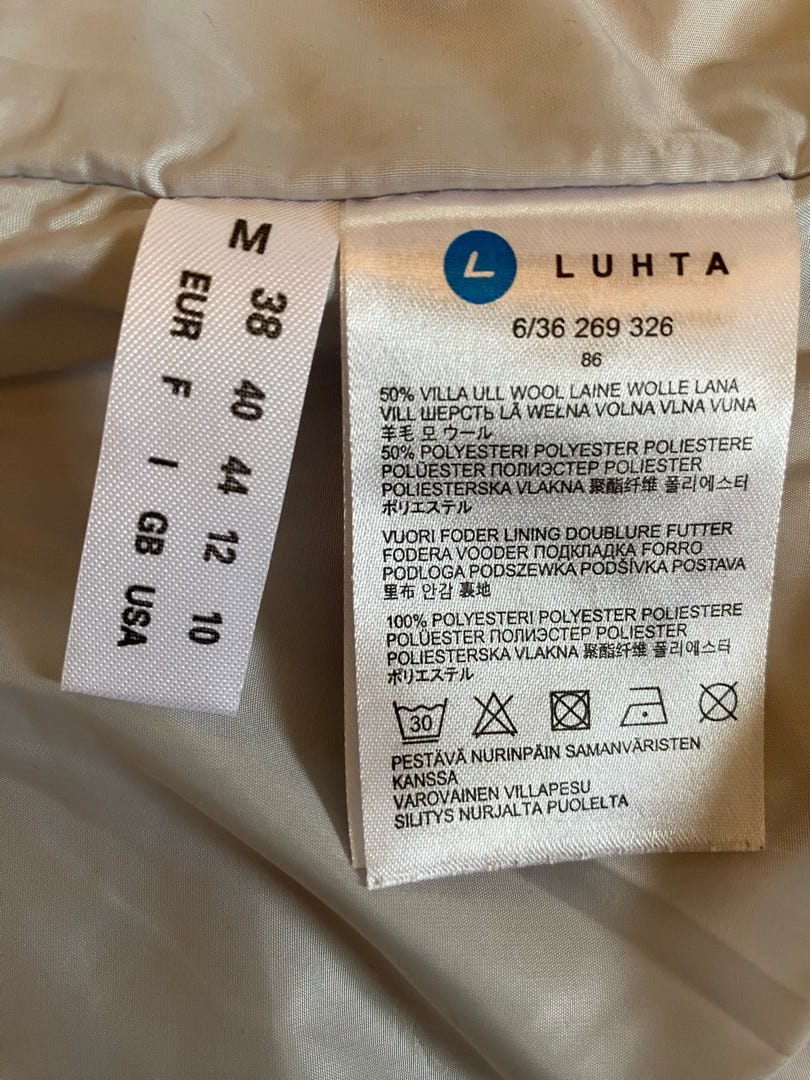 M
EUR 38
F 40
I 44
GB 12
USA 10
L LUHTA
6/36 269 326
86
50% VILLA ULL WOOL LAINE WOLLE LANA
VILL ШЕРСТЬ LÃ WEŁNA VOLNA VLNA VUNA
羊毛 모 ウール
50% POLYESTERI POLYESTER POLIESTERE
POLÜESTER ПОЛИЭСТЕР POLIESTER
POLIESTERSKA VLAKNA 聚酯纤维 폴리에스터
ポリエステル
VUORI FODER LINING DOUBLURE FUTTER
FODERA VOODER ПОДКЛАДКА FORRO
PODLOGA PODSZEWKA PODŠÍVKA POSTAVA
里布 안감 裏地
100% POLYESTERI POLYESTER POLIESTERE
POLÜESTER ПОЛИЭСТЕР POLIESTER
POLIESTERSKA VLAKNA 聚酯纤维 폴리에스터
ポリエステル
30
PESTÄVÄ NURINPÄIN SAMANVÄRISTEN
KANSSA
VAROVAINEN VILLAPESU
SILITYS NURJALTA PUOLELTA